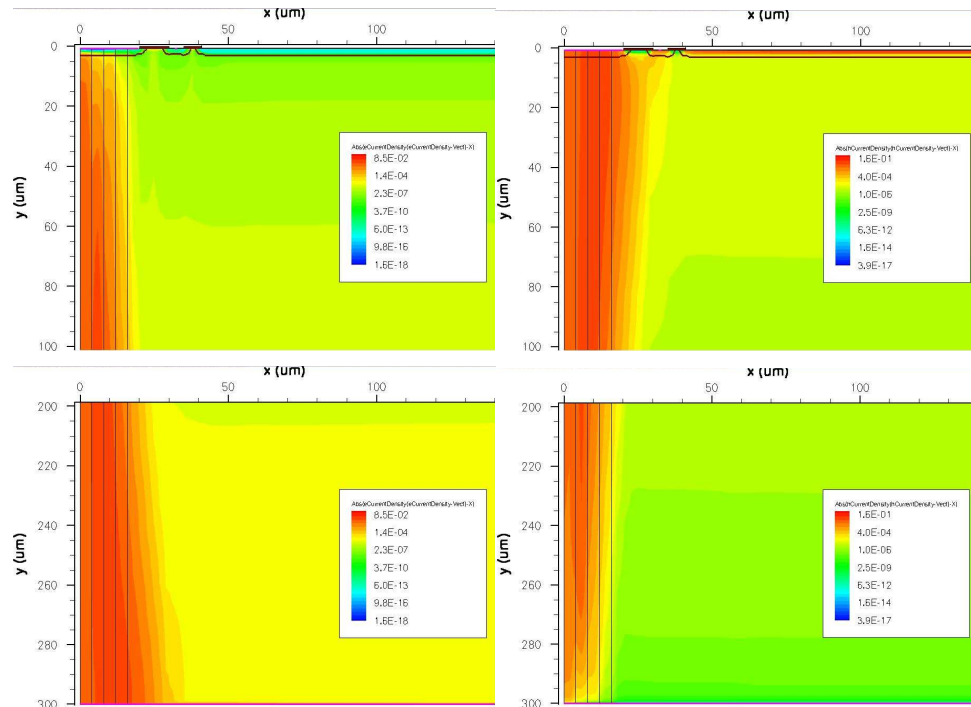 x (um)
0 50 100
y (um)
0
20
40
60
80
100
Abs(eCurrentDensity(eCurrentDensity-Vect)-X)
8.5E-02
1.4E-04
2.3E-07
3.7E-10
6.0E-13
9.8E-16
1.6E-18
x (um)
0 50 100
y (um)
0
20
40
60
80
100
Abs(hCurrentDensity(hCurrentDensity-Vect)-X)
1.6E-01
4.0E-04
1.0E-06
2.5E-09
6.3E-12
1.6E-14
3.9E-17
x (um)
0 50 100
y (um)
200
220
240
260
280
300
Abs(eCurrentDensity(eCurrentDensity-Vect)-X)
8.5E-02
1.4E-04
2.3E-07
3.7E-10
6.0E-13
9.8E-16
1.6E-18
x (um)
0 50 100
y (um)
200
220
240
260
280
300
Abs(hCurrentDensity(hCurrentDensity-Vect)-X)
1.6E-01
4.0E-04
1.0E-06
2.5E-09
6.3E-12
1.6E-14
3.9E-17